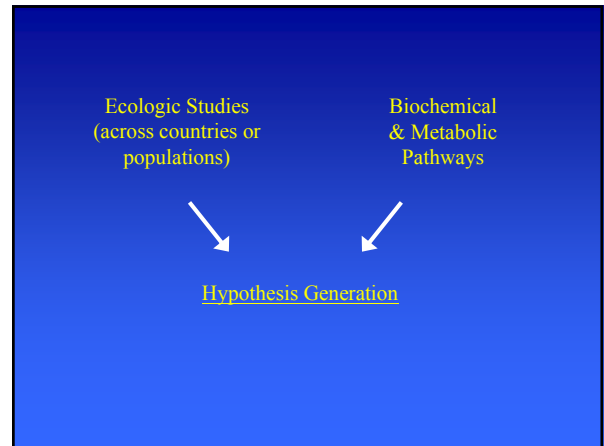 Ecologic Studies
(across countries or
populations)
Biochemical
& Metabolic
Pathways
Hypothesis Generation